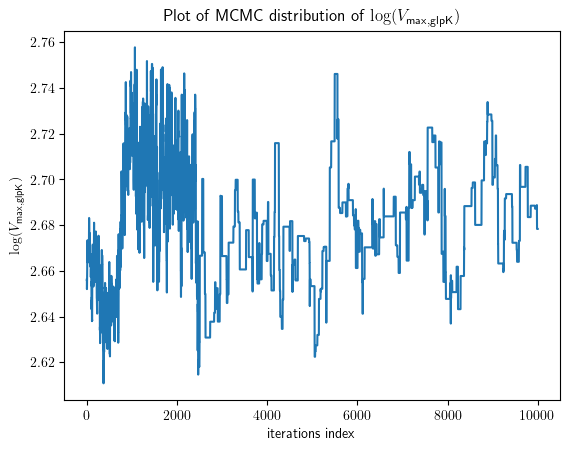 Plot of MCMC distribution of log(V_max,glpK)
log(V_max,glpK)
2.76
2.74
2.72
2.70
2.68
2.66
2.64
2.62
0 2000 4000 6000 8000 10000
iterations index